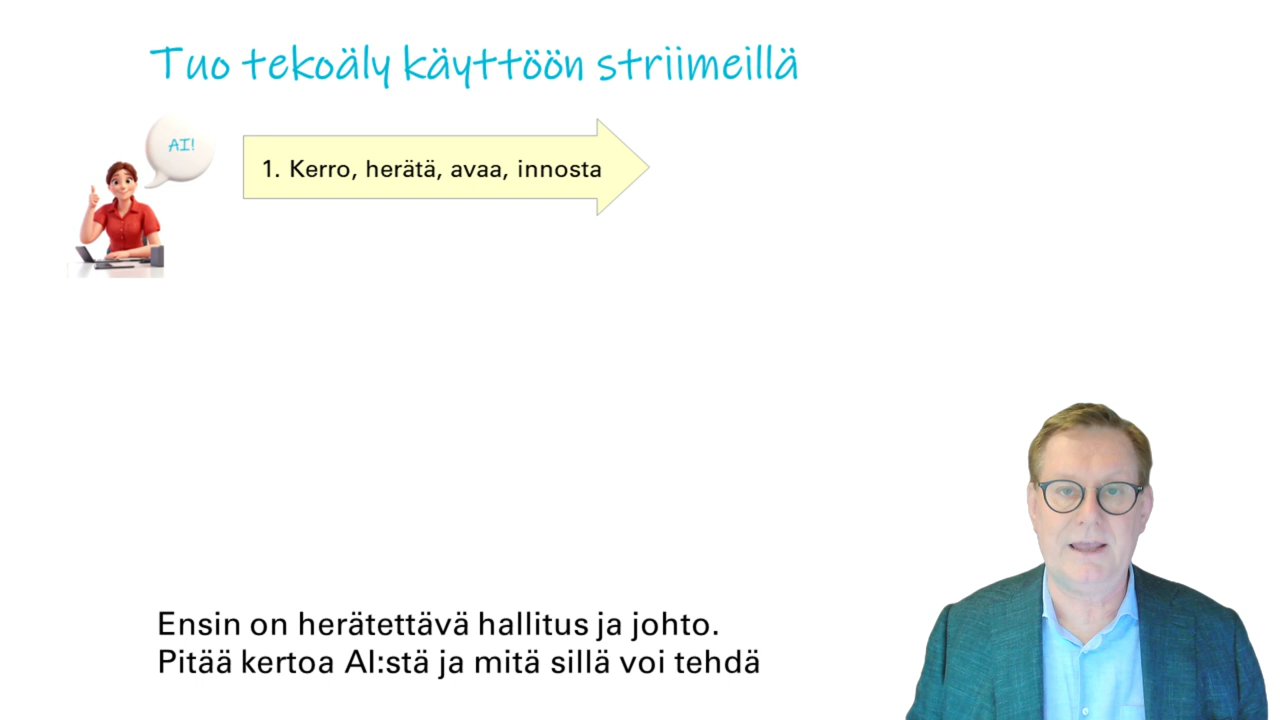 Tuo tekoäly käyttöön striimeillä
AI!
1. Kerro, herätä, avaa, innosta
Ensin on herätettävä hallitus ja johto.
Pitää kertoa AI:stä ja mitä sillä voi tehdä